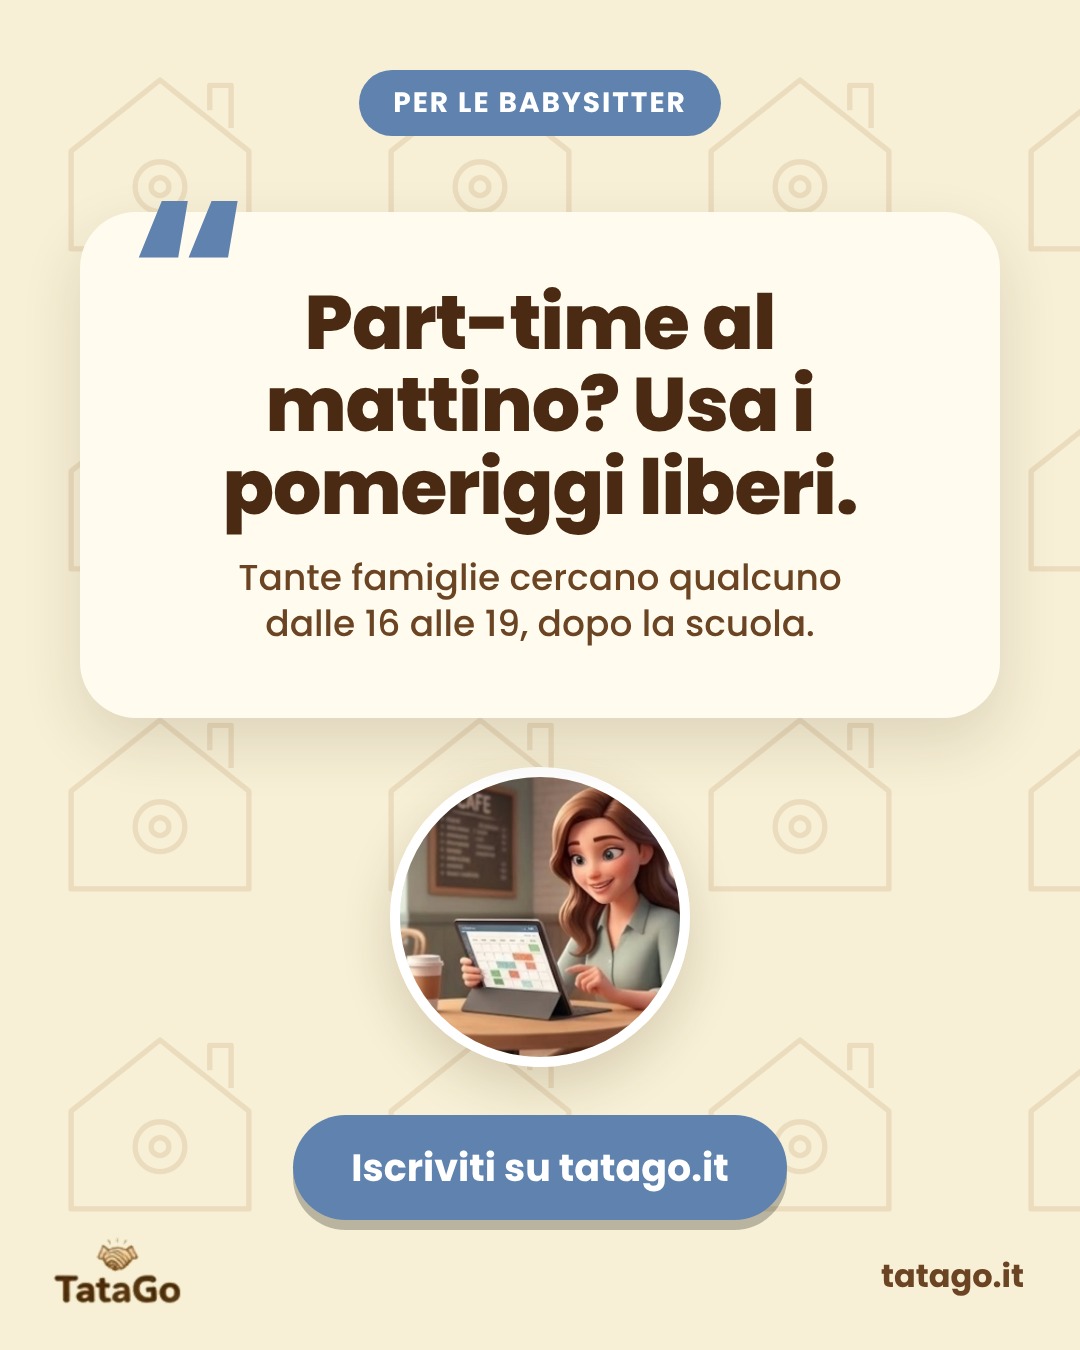 PER LE BABYSITTER
“
Part-time al
mattino? Usa i
pomeriggi liberi.
Tante famiglie cercano qualcuno
dalle 16 alle 19, dopo la scuola.
CAFE
Iscriviti su tatago.it
TataGo
tatago.it